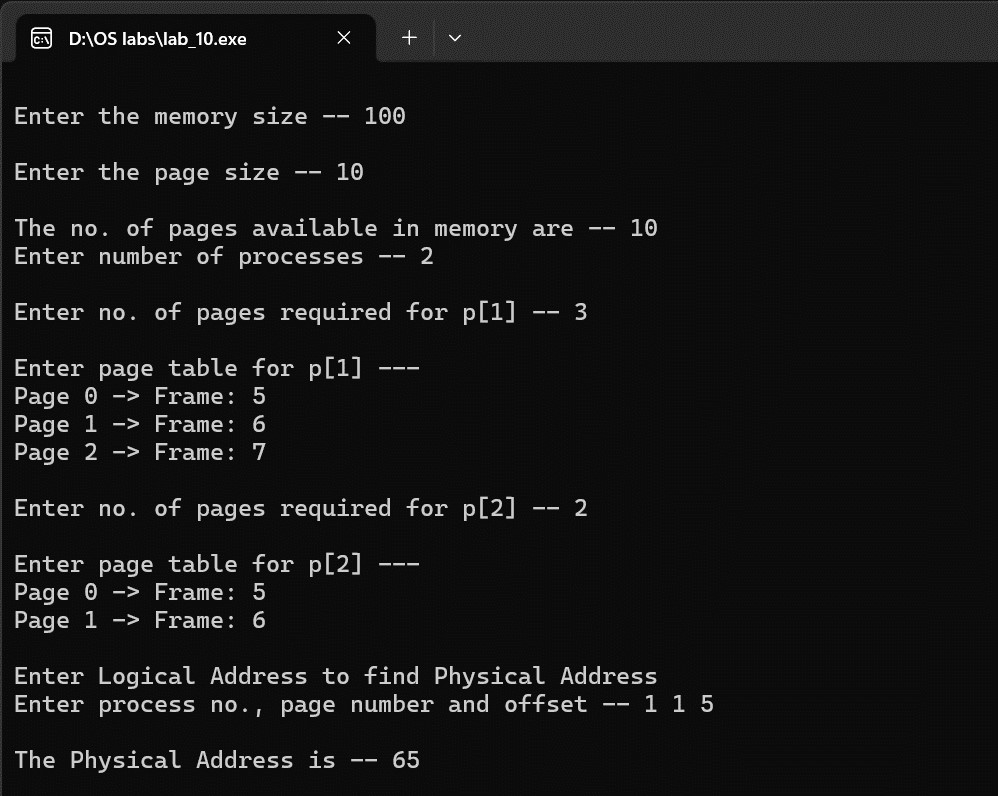 D:\OS labs\lab_10.exe
Enter the memory size -- 100
Enter the page size -- 10
The no. of pages available in memory are -- 10
Enter number of processes -- 2
Enter no. of pages required for p[1] -- 3
Enter page table for p[1] ---
Page 0 -> Frame: 5
Page 1 -> Frame: 6
Page 2 -> Frame: 7
Enter no. of pages required for p[2] -- 2
Enter page table for p[2] ---
Page 0 -> Frame: 5
Page 1 -> Frame: 6
Enter Logical Address to find Physical Address
Enter process no., page number and offset -- 1 1 5
The Physical Address is -- 65